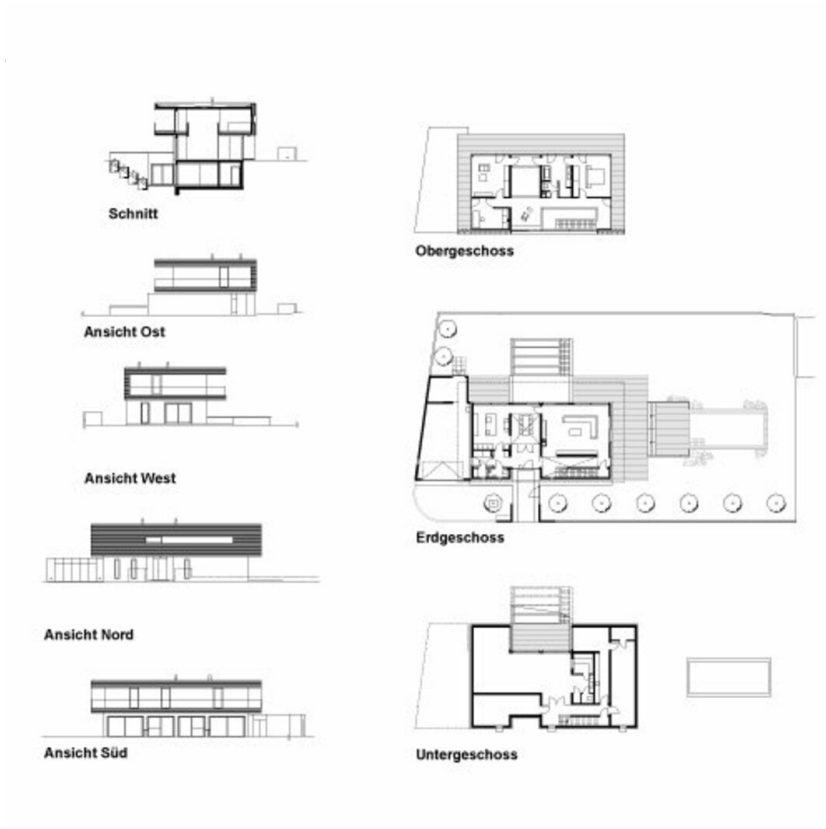 Schnitt
Ansicht Ost
Ansicht West
Ansicht Nord
Ansicht Süd
Obergeschoss
Erdgeschoss
Untergeschoss